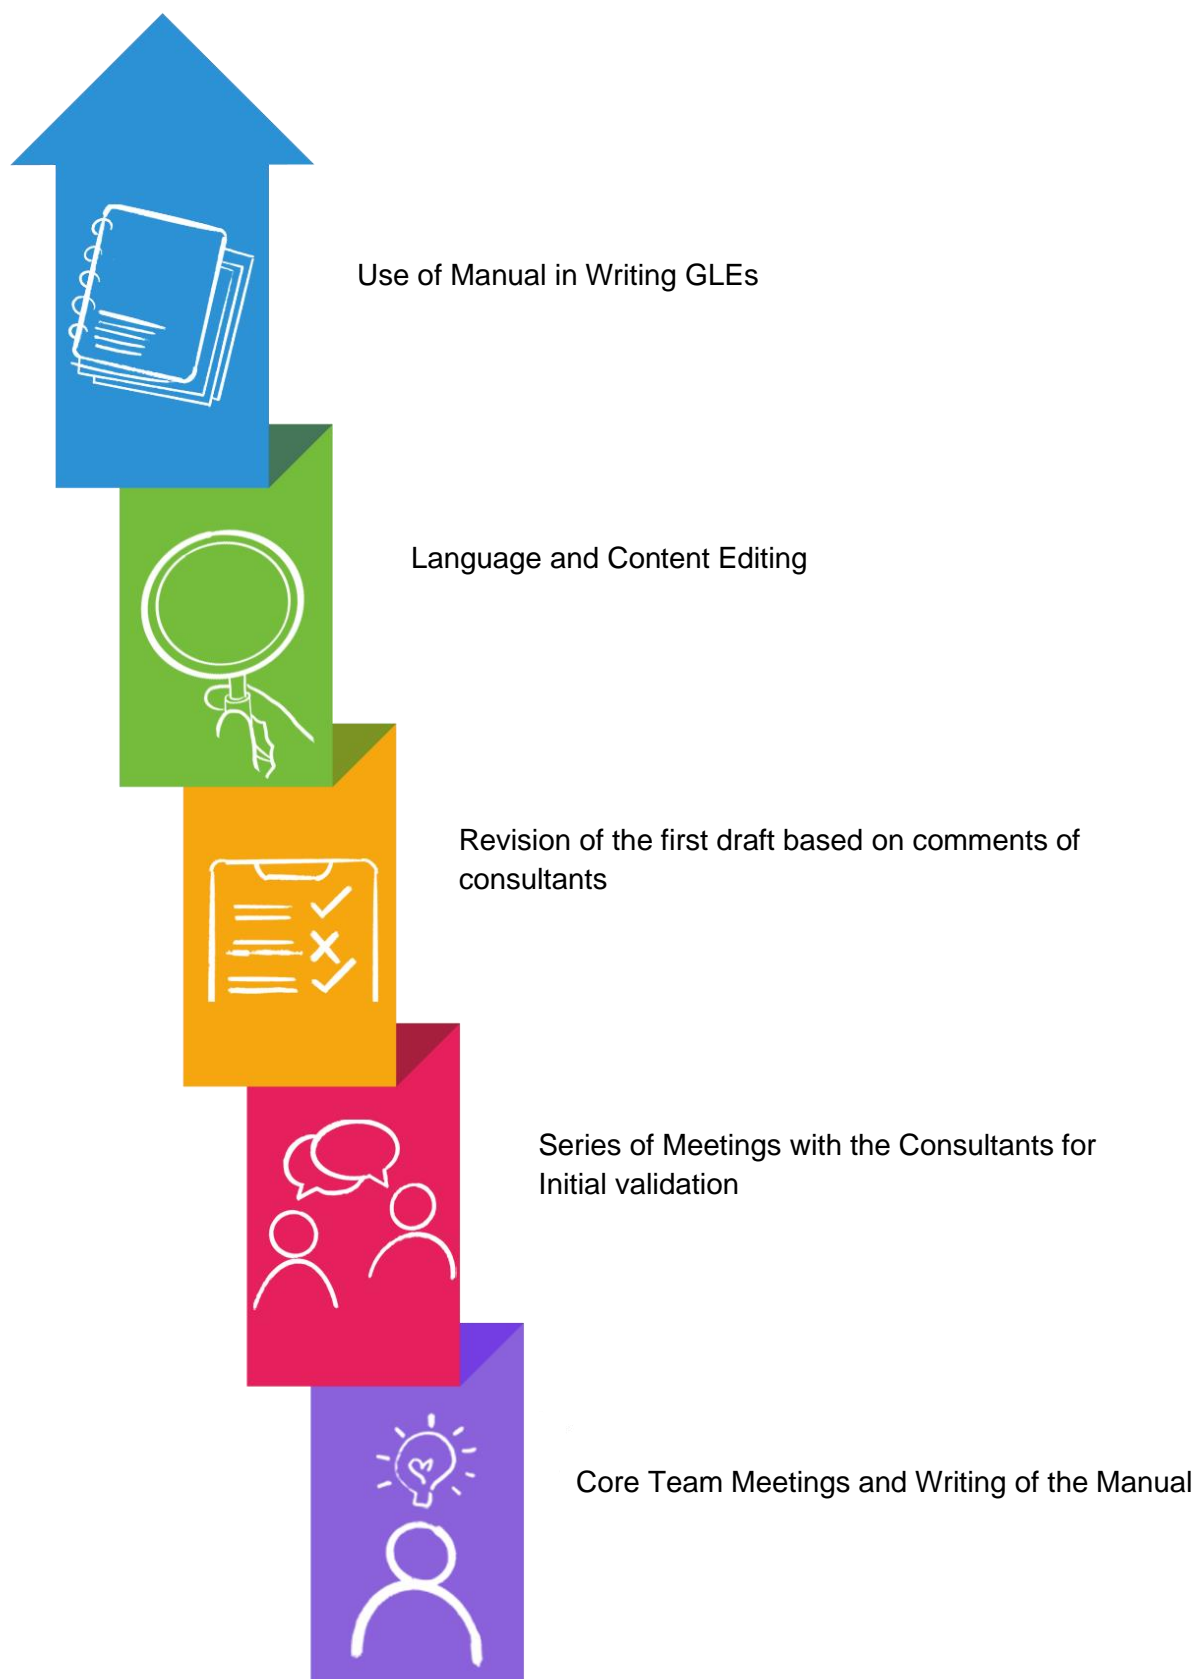 Use of Manual in Writing GLEs
Language and Content Editing
Revision of the first draft based on comments of
consultants
Series of Meetings with the Consultants for
Initial validation
Core Team Meetings and Writing of the Manual